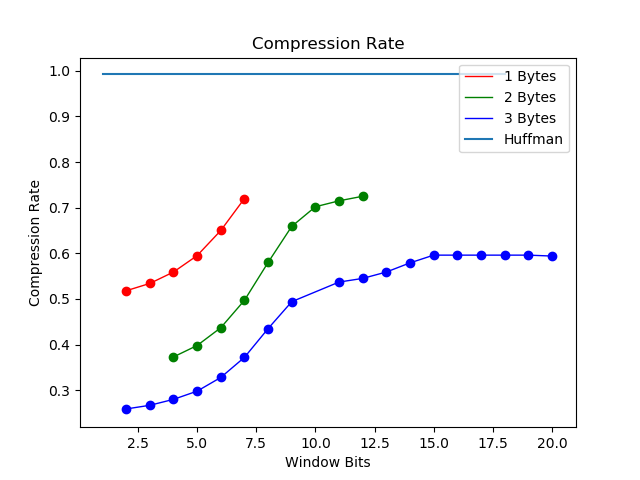 Compression Rate
1.0
0.9
0.8
0.7
0.6
0.5
0.4
0.3
Compression Rate
1 Bytes
2 Bytes
3 Bytes
Huffman
2.5 5.0 7.5 10.0 12.5 15.0 17.5 20.0
Window Bits